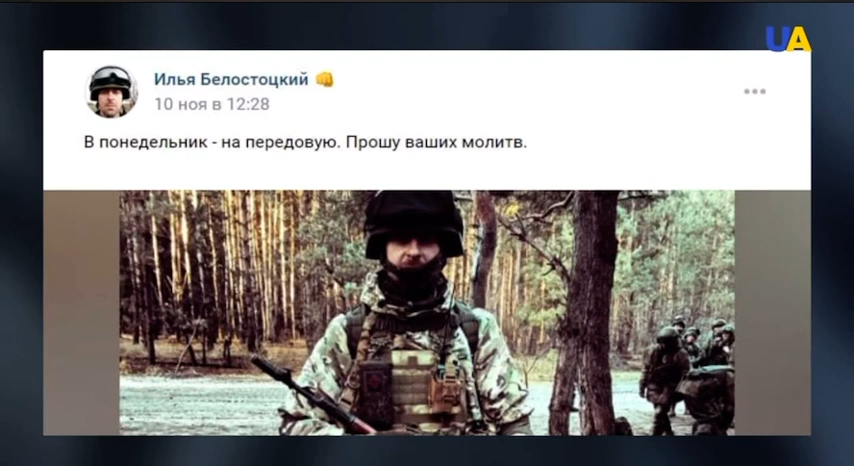 UA
Илья Белостоцкий 👊
10 ноя в 12:28
В понедельник - на передовую. Прошу ваших молитв.